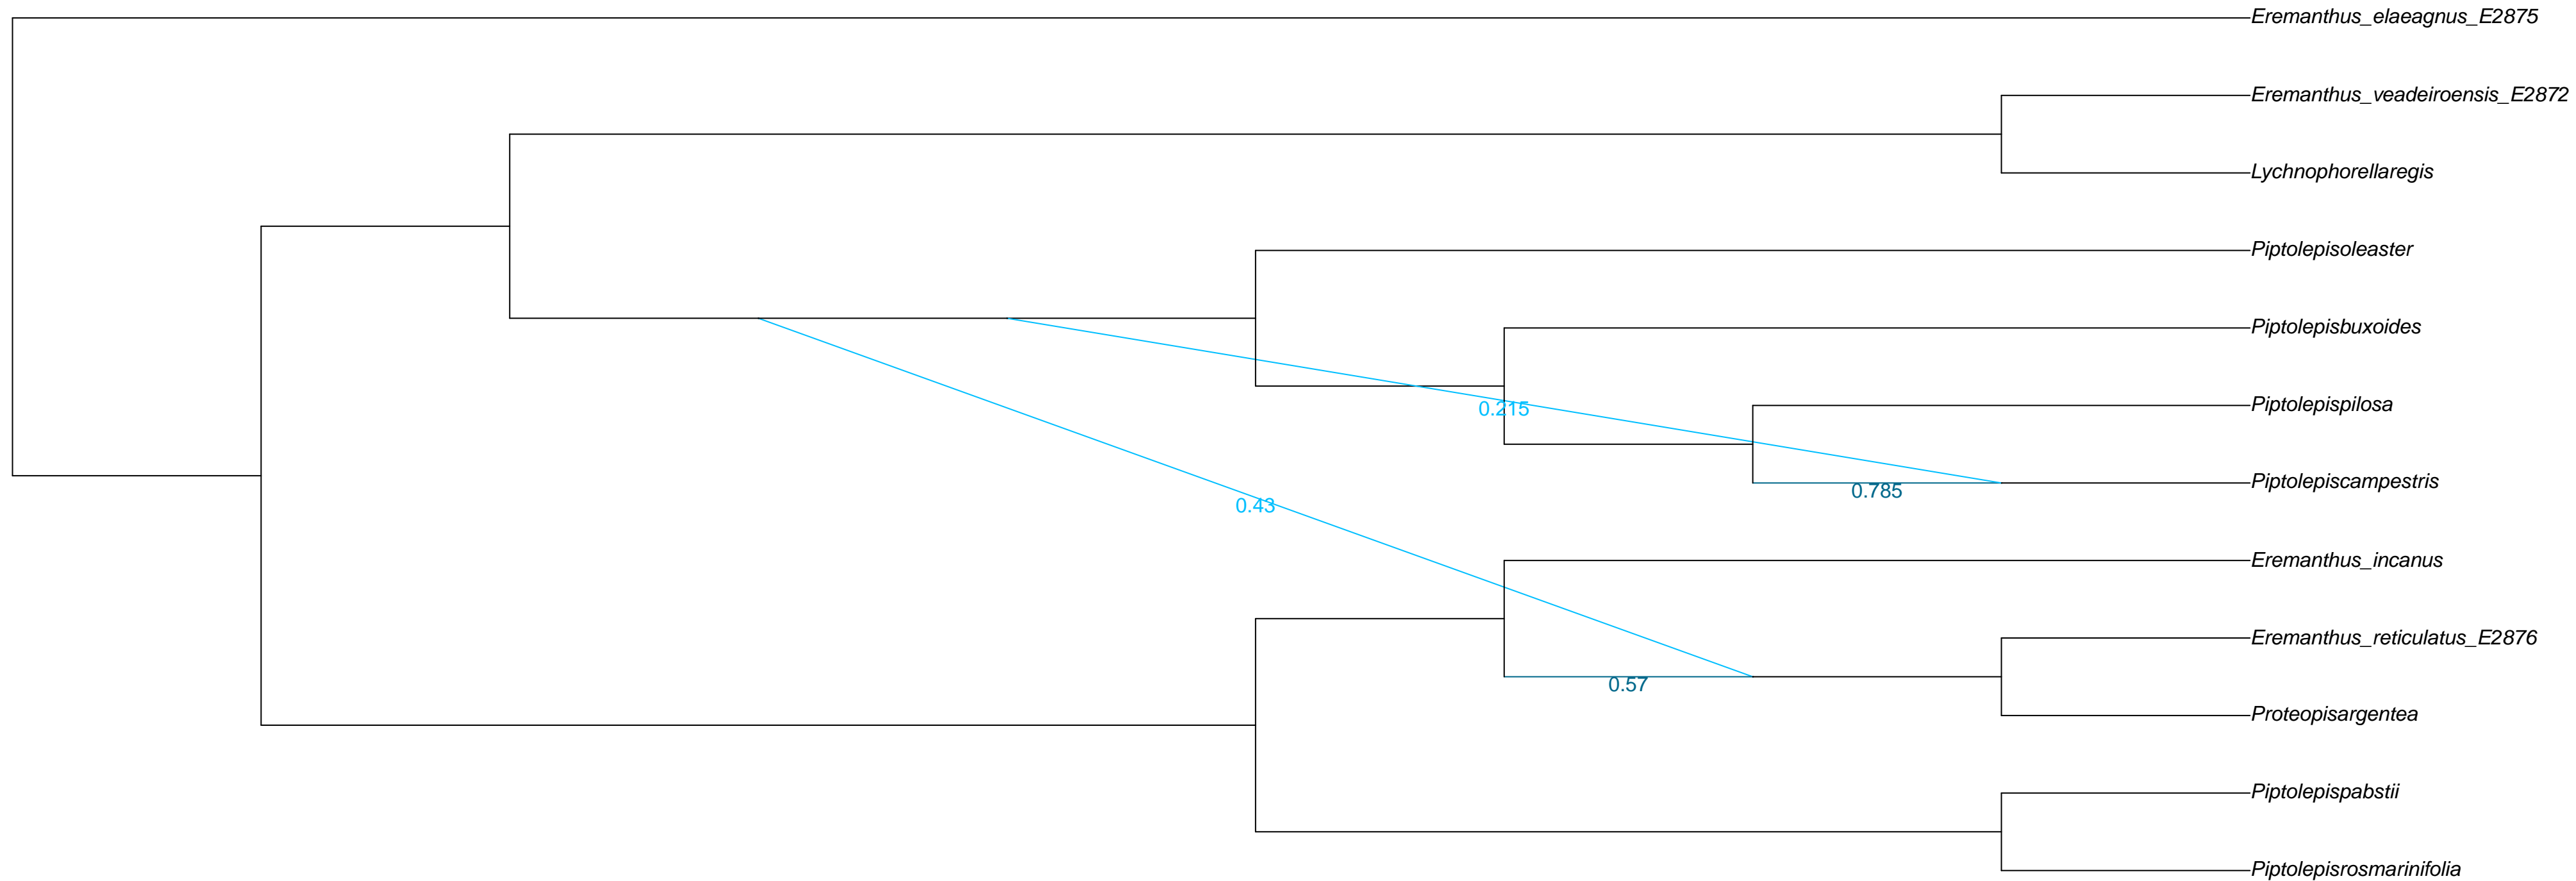 Eremanthus_elaeagnus_E2875
Eremanthus_veadeiroensis_E2872
Lychnophorellaregis
Piptolepisoleaster
Piptolepisbuxoides
Piptolepispilosa
0.215
Piptolepiscampestris
0.785
0.43
Eremanthus_incanus
Eremanthus_reticulatus_E2876
0.57
Proteopisargentea
Piptolepispabstii
Piptolepisrosmarinifolia